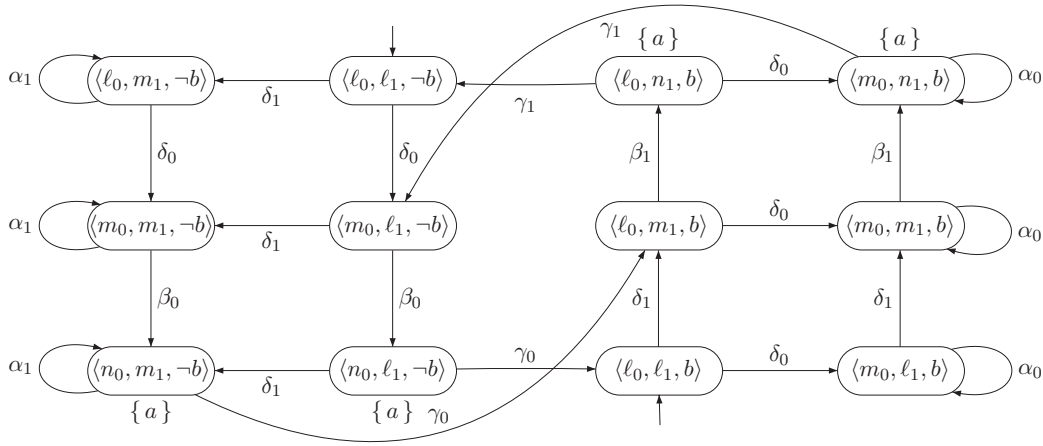 γ₁ { a } { a }
α₁ ⟨ℓ₀, m₁, ¬b⟩ ⟨ℓ₀, ℓ₁, ¬b⟩ ⟨ℓ₀, n₁, b⟩ δ₀ ⟨m₀, n₁, b⟩ α₀
δ₁ γ₁
δ₀ δ₀ β₁ β₁
α₁ ⟨m₀, m₁, ¬b⟩ ⟨m₀, ℓ₁, ¬b⟩ ⟨ℓ₀, m₁, b⟩ δ₀ ⟨m₀, m₁, b⟩ α₀
δ₁
β₀ β₀ δ₁ δ₁
α₁ ⟨n₀, m₁, ¬b⟩ ⟨n₀, ℓ₁, ¬b⟩ γ₀ ⟨ℓ₀, ℓ₁, b⟩ δ₀ ⟨m₀, ℓ₁, b⟩ α₀
δ₁
{ a } { a } γ₀